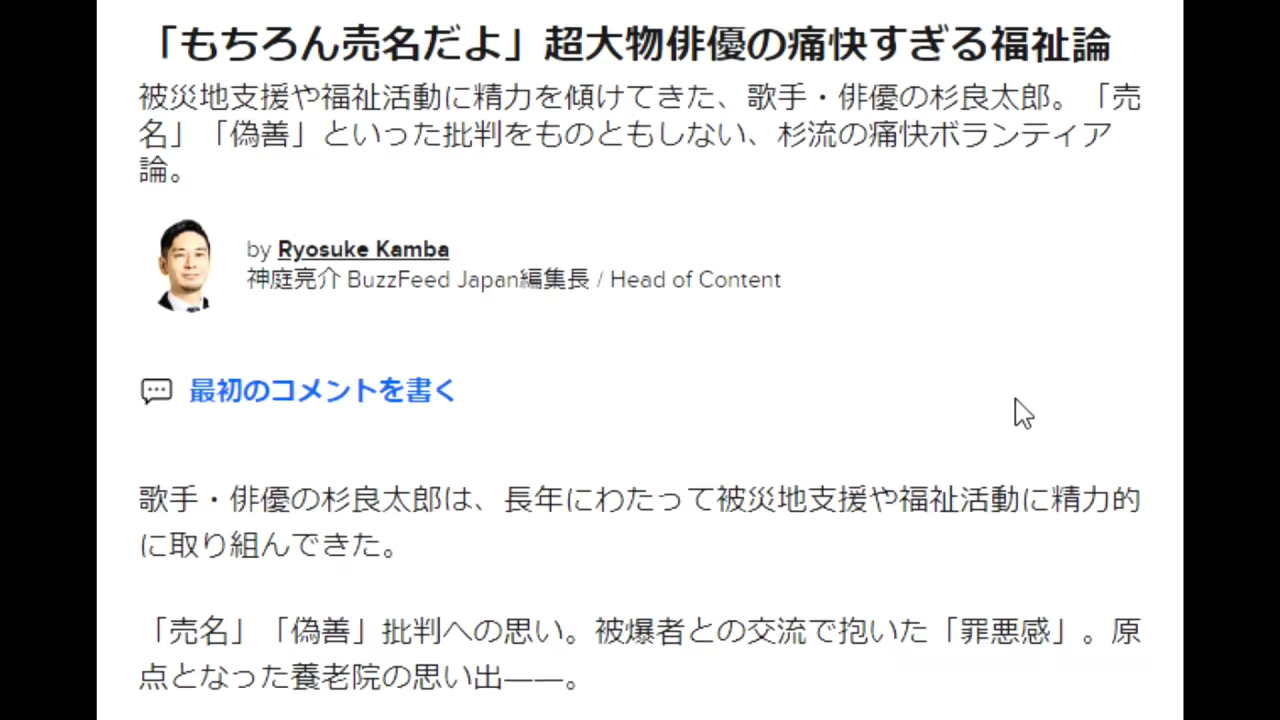 「もちろん売名だよ」超大物俳優の痛快すぎる福祉論
被災地支援や福祉活動に精力を傾けてきた、歌手・俳優の杉良太郎。「売
名」「偽善」といった批判をものともしない、杉流の痛快ボランティア
論。
by Ryosuke Kamba
神庭亮介 BuzzFeed Japan編集長 / Head of Content
最初のコメントを書く
歌手・俳優の杉良太郎は、長年にわたって被災地支援や福祉活動に精力的
に取り組んできた。
「売名」「偽善」批判への思い。被爆者との交流で抱いた「罪悪感」。原
点となった養老院の思い出——。